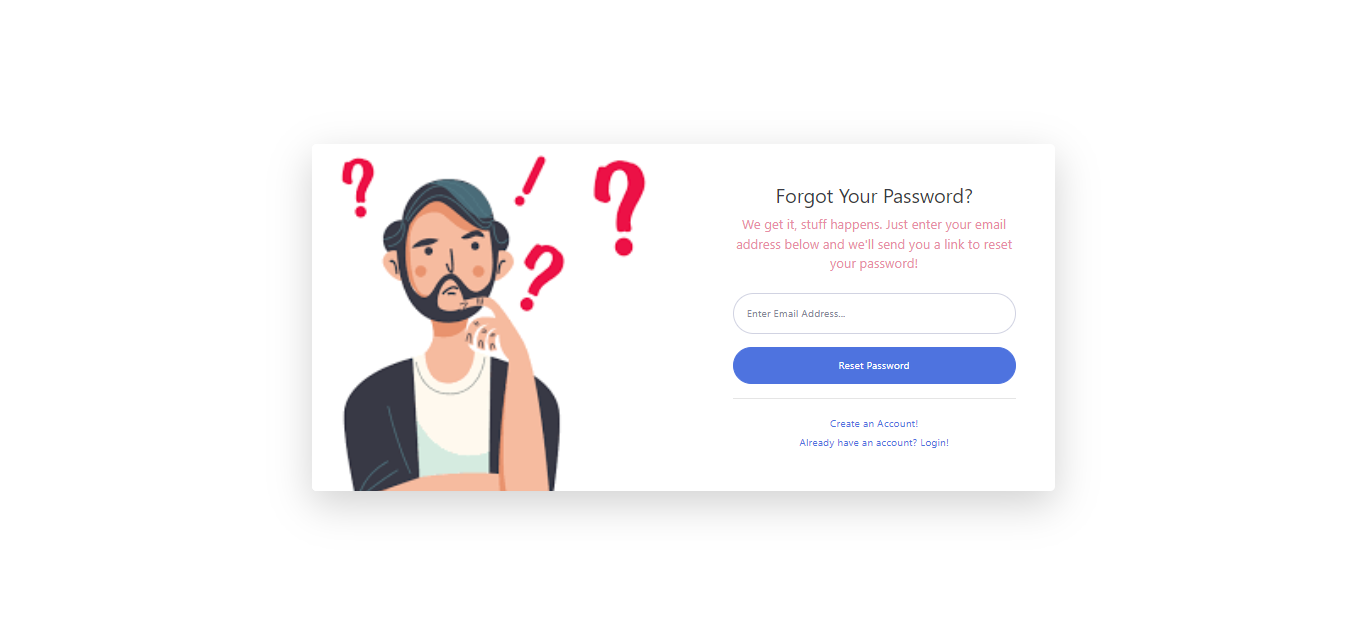 Forgot Your Password?
We get it, stuff happens. Just enter your email
address below and we'll send you a link to reset
your password!
Enter Email Address...
Reset Password
Create an Account!
Already have an account? Login!